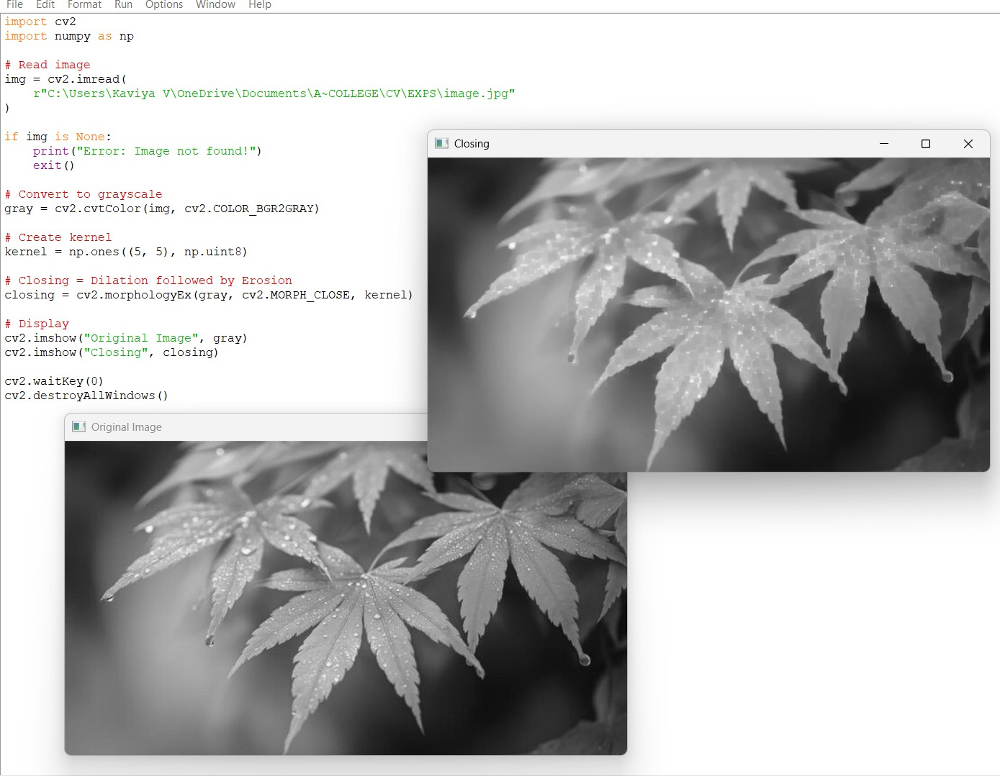 File Edit Format Run Options Window Help
import cv2
import numpy as np
# Read image
img = cv2.imread(
    r"C:\Users\Kaviya V\OneDrive\Documents\A~COLLEGE\CV\EXPS\image.jpg"
)
if img is None:
    print("Error: Image not found!")
    exit()
# Convert to grayscale
gray = cv2.cvtColor(img, cv2.COLOR_BGR2GRAY)
# Create kernel
kernel = np.ones((5, 5), np.uint8)
# Closing = Dilation followed by Erosion
closing = cv2.morphologyEx(gray, cv2.MORPH_CLOSE, kernel)
# Display
cv2.imshow("Original Image", gray)
cv2.imshow("Closing", closing)
cv2.waitKey(0)
cv2.destroyAllWindows()
Closing
Original Image